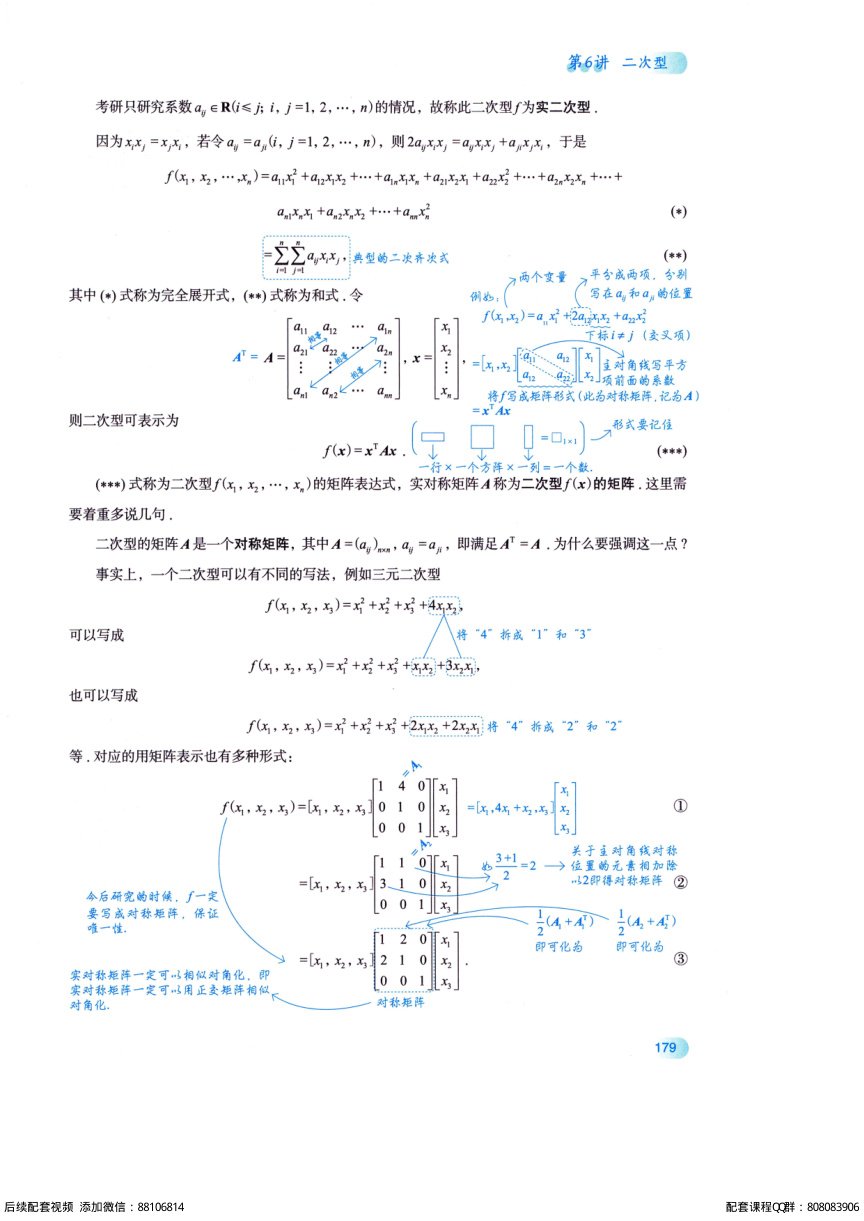 第6讲 二次型
考研只研究系数 a_{ij}∈R(i≤j; i, j=1, 2, …, n)的情况，故称此二次型 f 为实二次型．
因为 x_i x_j = x_j x_i，若令 a_{ij} = a_{ji}(i, j=1, 2, …, n)，则 2a_{ij}x_i x_j = a_{ij}x_i x_j + a_{ji}x_j x_i，于是
f(x_1, x_2, …, x_n) = a_{11}x_1^2 + a_{12}x_1x_2 + … + a_{1n}x_1x_n + a_{21}x_2x_1 + a_{22}x_2^2 + … + a_{2n}x_2x_n + … +
a_{n1}x_nx_1 + a_{n2}x_nx_2 + … + a_{nn}x_n^2 (*)
= \sum_{i=1}^{n}\sum_{j=1}^{n} a_{ij}x_i x_j， 典型的二次齐次式 (**)
其中 (*) 式称为完全展开式，(**) 式称为和式．令
例如：
两个变量
平分成两项，分别
写在 a_{ij} 和 a_{ji} 的位置
f(x_1, x_2) = a_{11}x_1^2 + 2a_{12}x_1x_2 + a_{22}x_2^2
下标 i≠j（交叉项）
A^T = A = [a_{11} a_{12} … a_{1n}; a_{21} a_{22} … a_{2n}; ⋮ ⋮ ⋮; a_{n1} a_{n2} … a_{nn}]， x = [x_1; x_2; ⋮; x_n]，
相等
相等
相等
= [x_1, x_2][a_{11} a_{12}; a_{12} a_{22}][x_1; x_2]
主对角线写平方
项前面的系数
将f写成矩阵形式(此为对称矩阵,记为A)
= x^T Ax
则二次型可表示为
f(x) = x^T Ax． (▭ □ ▯ = □_{1×1}) 形式要记住 (***)
一行×一个方阵×一列=一个数.
(***) 式称为二次型 f(x_1, x_2, …, x_n)的矩阵表达式，实对称矩阵 A 称为二次型 f(x)的矩阵．这里需
要着重多说几句．
二次型的矩阵 A 是一个对称矩阵，其中 A = (a_{ij})_{n×n}，a_{ij} = a_{ji}，即满足 A^T = A．为什么要强调这一点？
事实上，一个二次型可以有不同的写法，例如三元二次型
f(x_1, x_2, x_3) = x_1^2 + x_2^2 + x_3^2 + 4x_1x_2，
可以写成
将“4”拆成“1”和“3”
f(x_1, x_2, x_3) = x_1^2 + x_2^2 + x_3^2 + x_1x_2 + 3x_2x_1，
也可以写成
f(x_1, x_2, x_3) = x_1^2 + x_2^2 + x_3^2 + 2x_1x_2 + 2x_2x_1 将“4”拆成“2”和“2”
等．对应的用矩阵表示也有多种形式：
=A_1
f(x_1, x_2, x_3) = [x_1, x_2, x_3][1 4 0; 0 1 0; 0 0 1][x_1; x_2; x_3] = [x_1, 4x_1+x_2, x_3][x_1; x_2; x_3] ①
=A_2
= [x_1, x_2, x_3][1 1 0; 3 1 0; 0 0 1][x_1; x_2; x_3] 如 \frac{3+1}{2} = 2 → ②
关于主对角线对称
位置的元素相加除
以2即得对称矩阵
今后研究的时候，f一定
要写成对称矩阵，保证
唯一性.
\frac{1}{2}(A_1 + A_1^T) \frac{1}{2}(A_2 + A_2^T)
即可化为 即可化为
= [x_1, x_2, x_3][1 2 0; 2 1 0; 0 0 1][x_1; x_2; x_3]． ③
对称矩阵
实对称矩阵一定可以相似对角化，即
实对称矩阵一定可以用正交矩阵相似
对角化.
179
后续配套视频 添加微信：88106814
配套课程QQ群：808083906